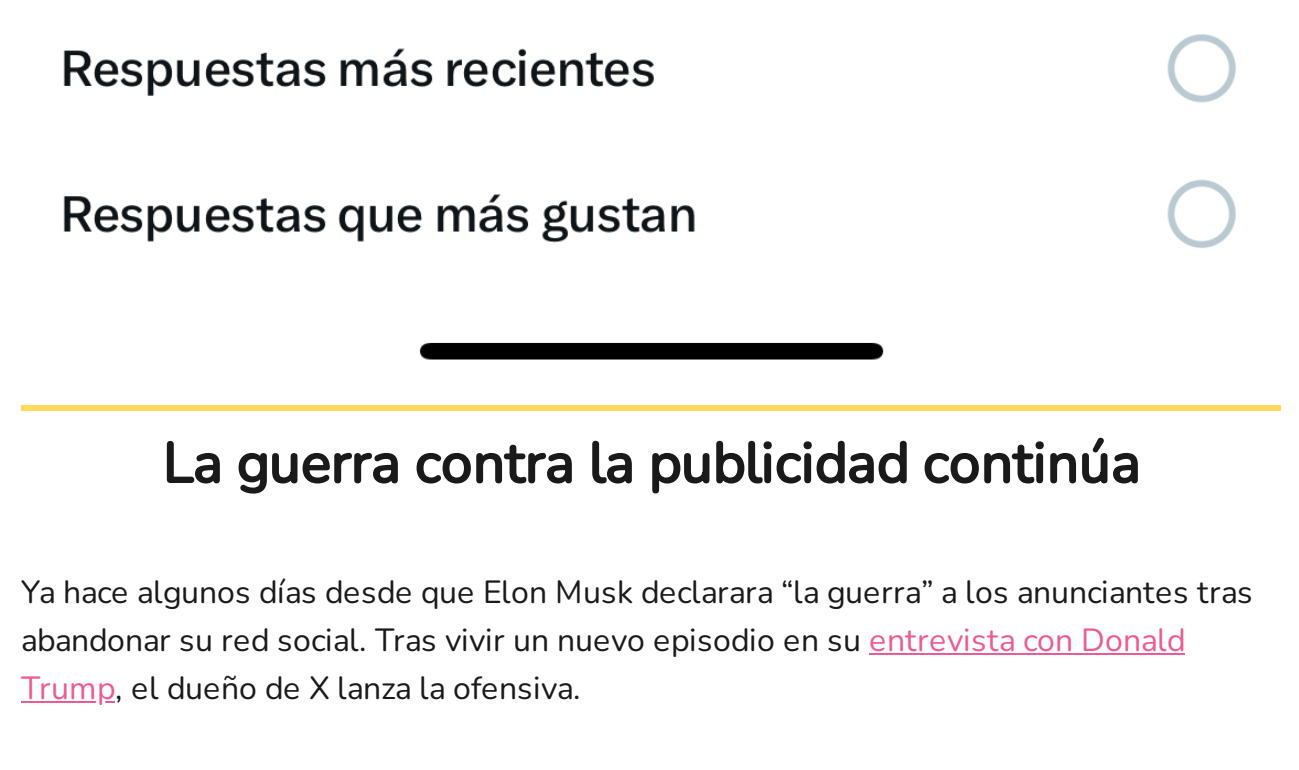 Respuestas más recientes
Respuestas que más gustan
La guerra contra la publicidad continúa
Ya hace algunos días desde que Elon Musk declarara “la guerra” a los anunciantes tras
abandonar su red social. Tras vivir un nuevo episodio en su entrevista con Donald
Trump, el dueño de X lanza la ofensiva.